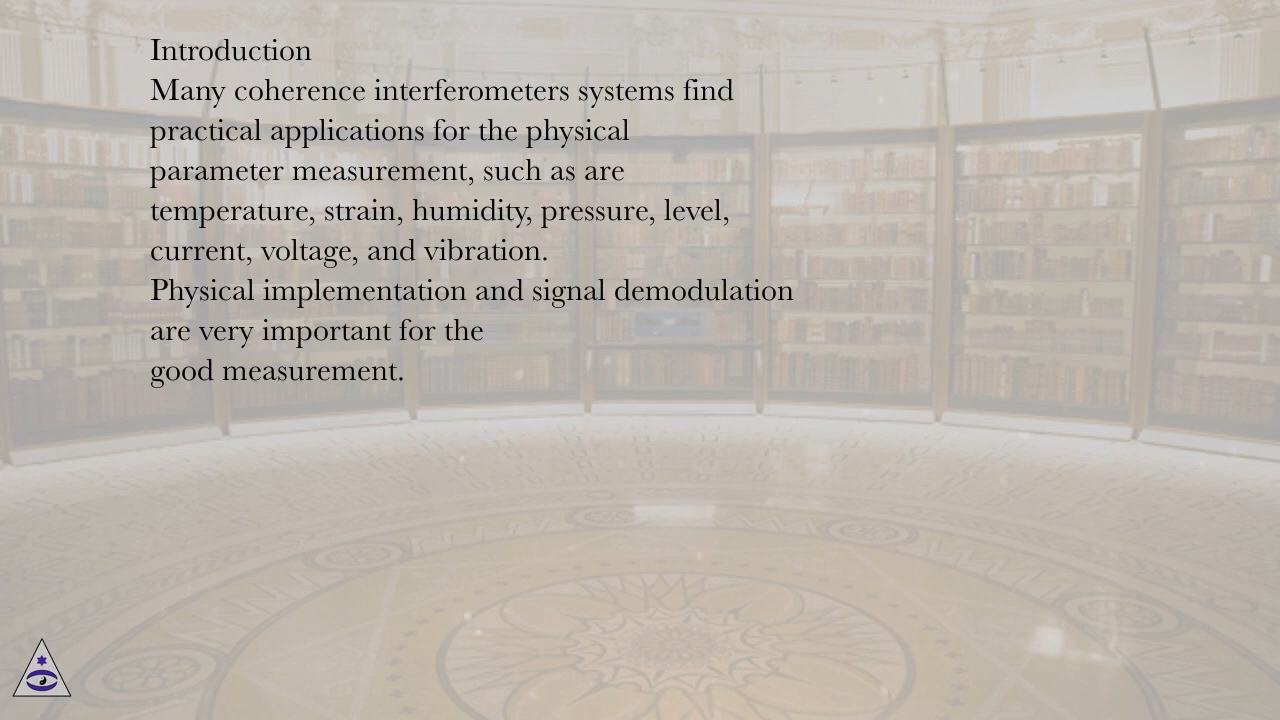 Introduction
Many coherence interferometers systems find
practical applications for the physical
parameter measurement, such as are
temperature, strain, humidity, pressure, level,
current, voltage, and vibration.
Physical implementation and signal demodulation
are very important for the
good measurement.